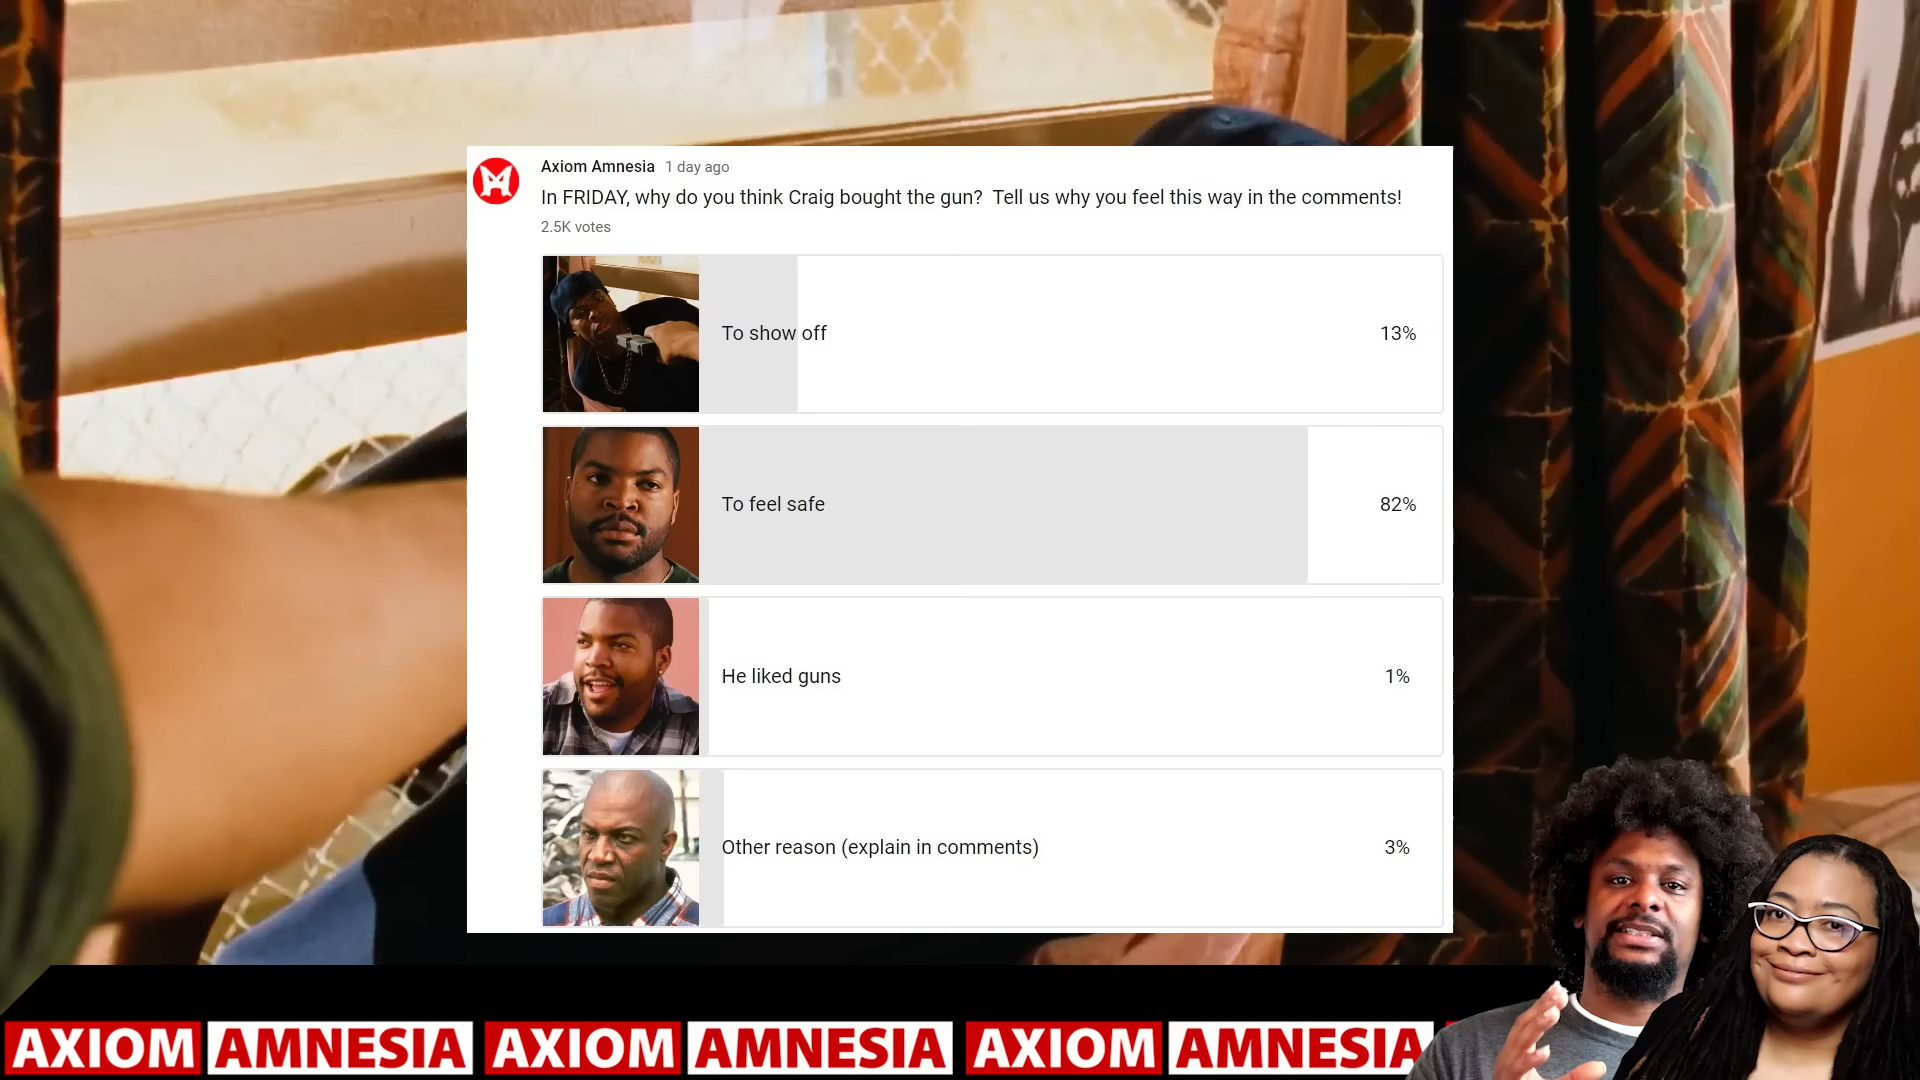 Axiom Amnesia 1 day ago
In FRIDAY, why do you think Craig bought the gun?  Tell us why you feel this way in the comments!
2.5K votes
To show off 13%
To feel safe 82%
He liked guns 1%
Other reason (explain in comments) 3%
AXIOM AMNESIA AXIOM AMNESIA AXIOM AMNESIA